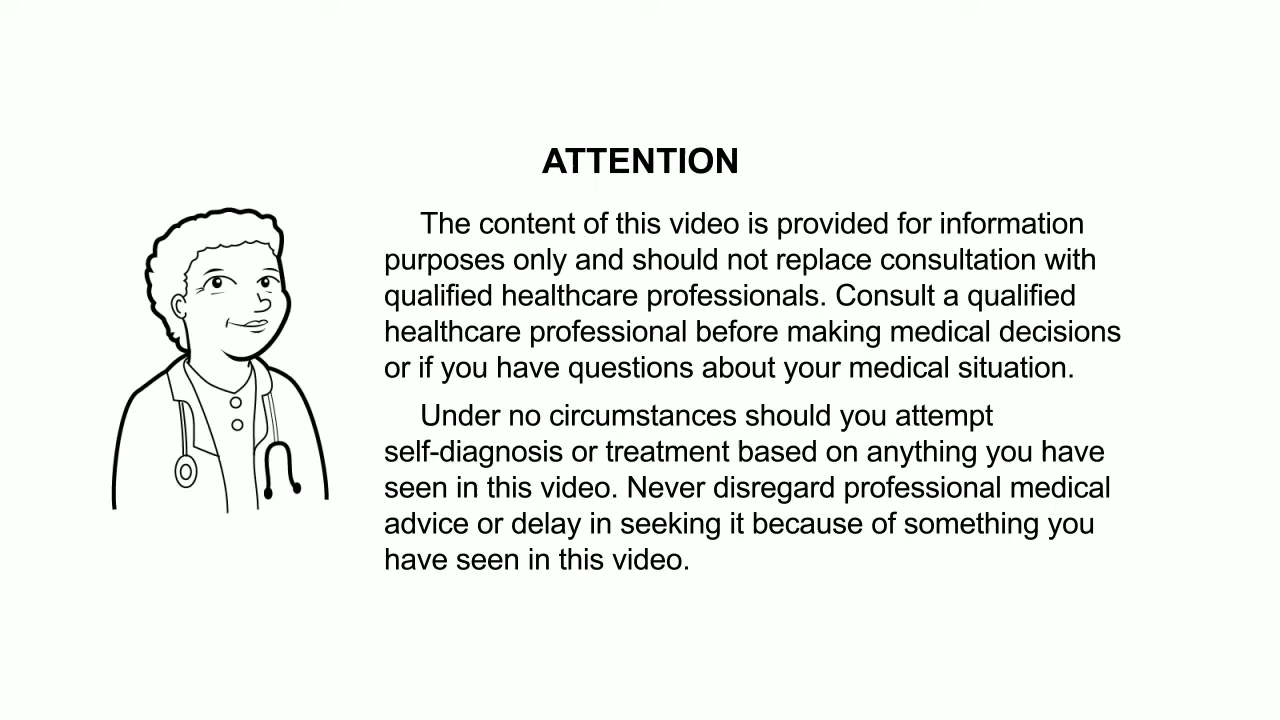 ATTENTION
The content of this video is provided for information
purposes only and should not replace consultation with
qualified healthcare professionals. Consult a qualified
healthcare professional before making medical decisions
or if you have questions about your medical situation.
Under no circumstances should you attempt
self-diagnosis or treatment based on anything you have
seen in this video. Never disregard professional medical
advice or delay in seeking it because of something you
have seen in this video.